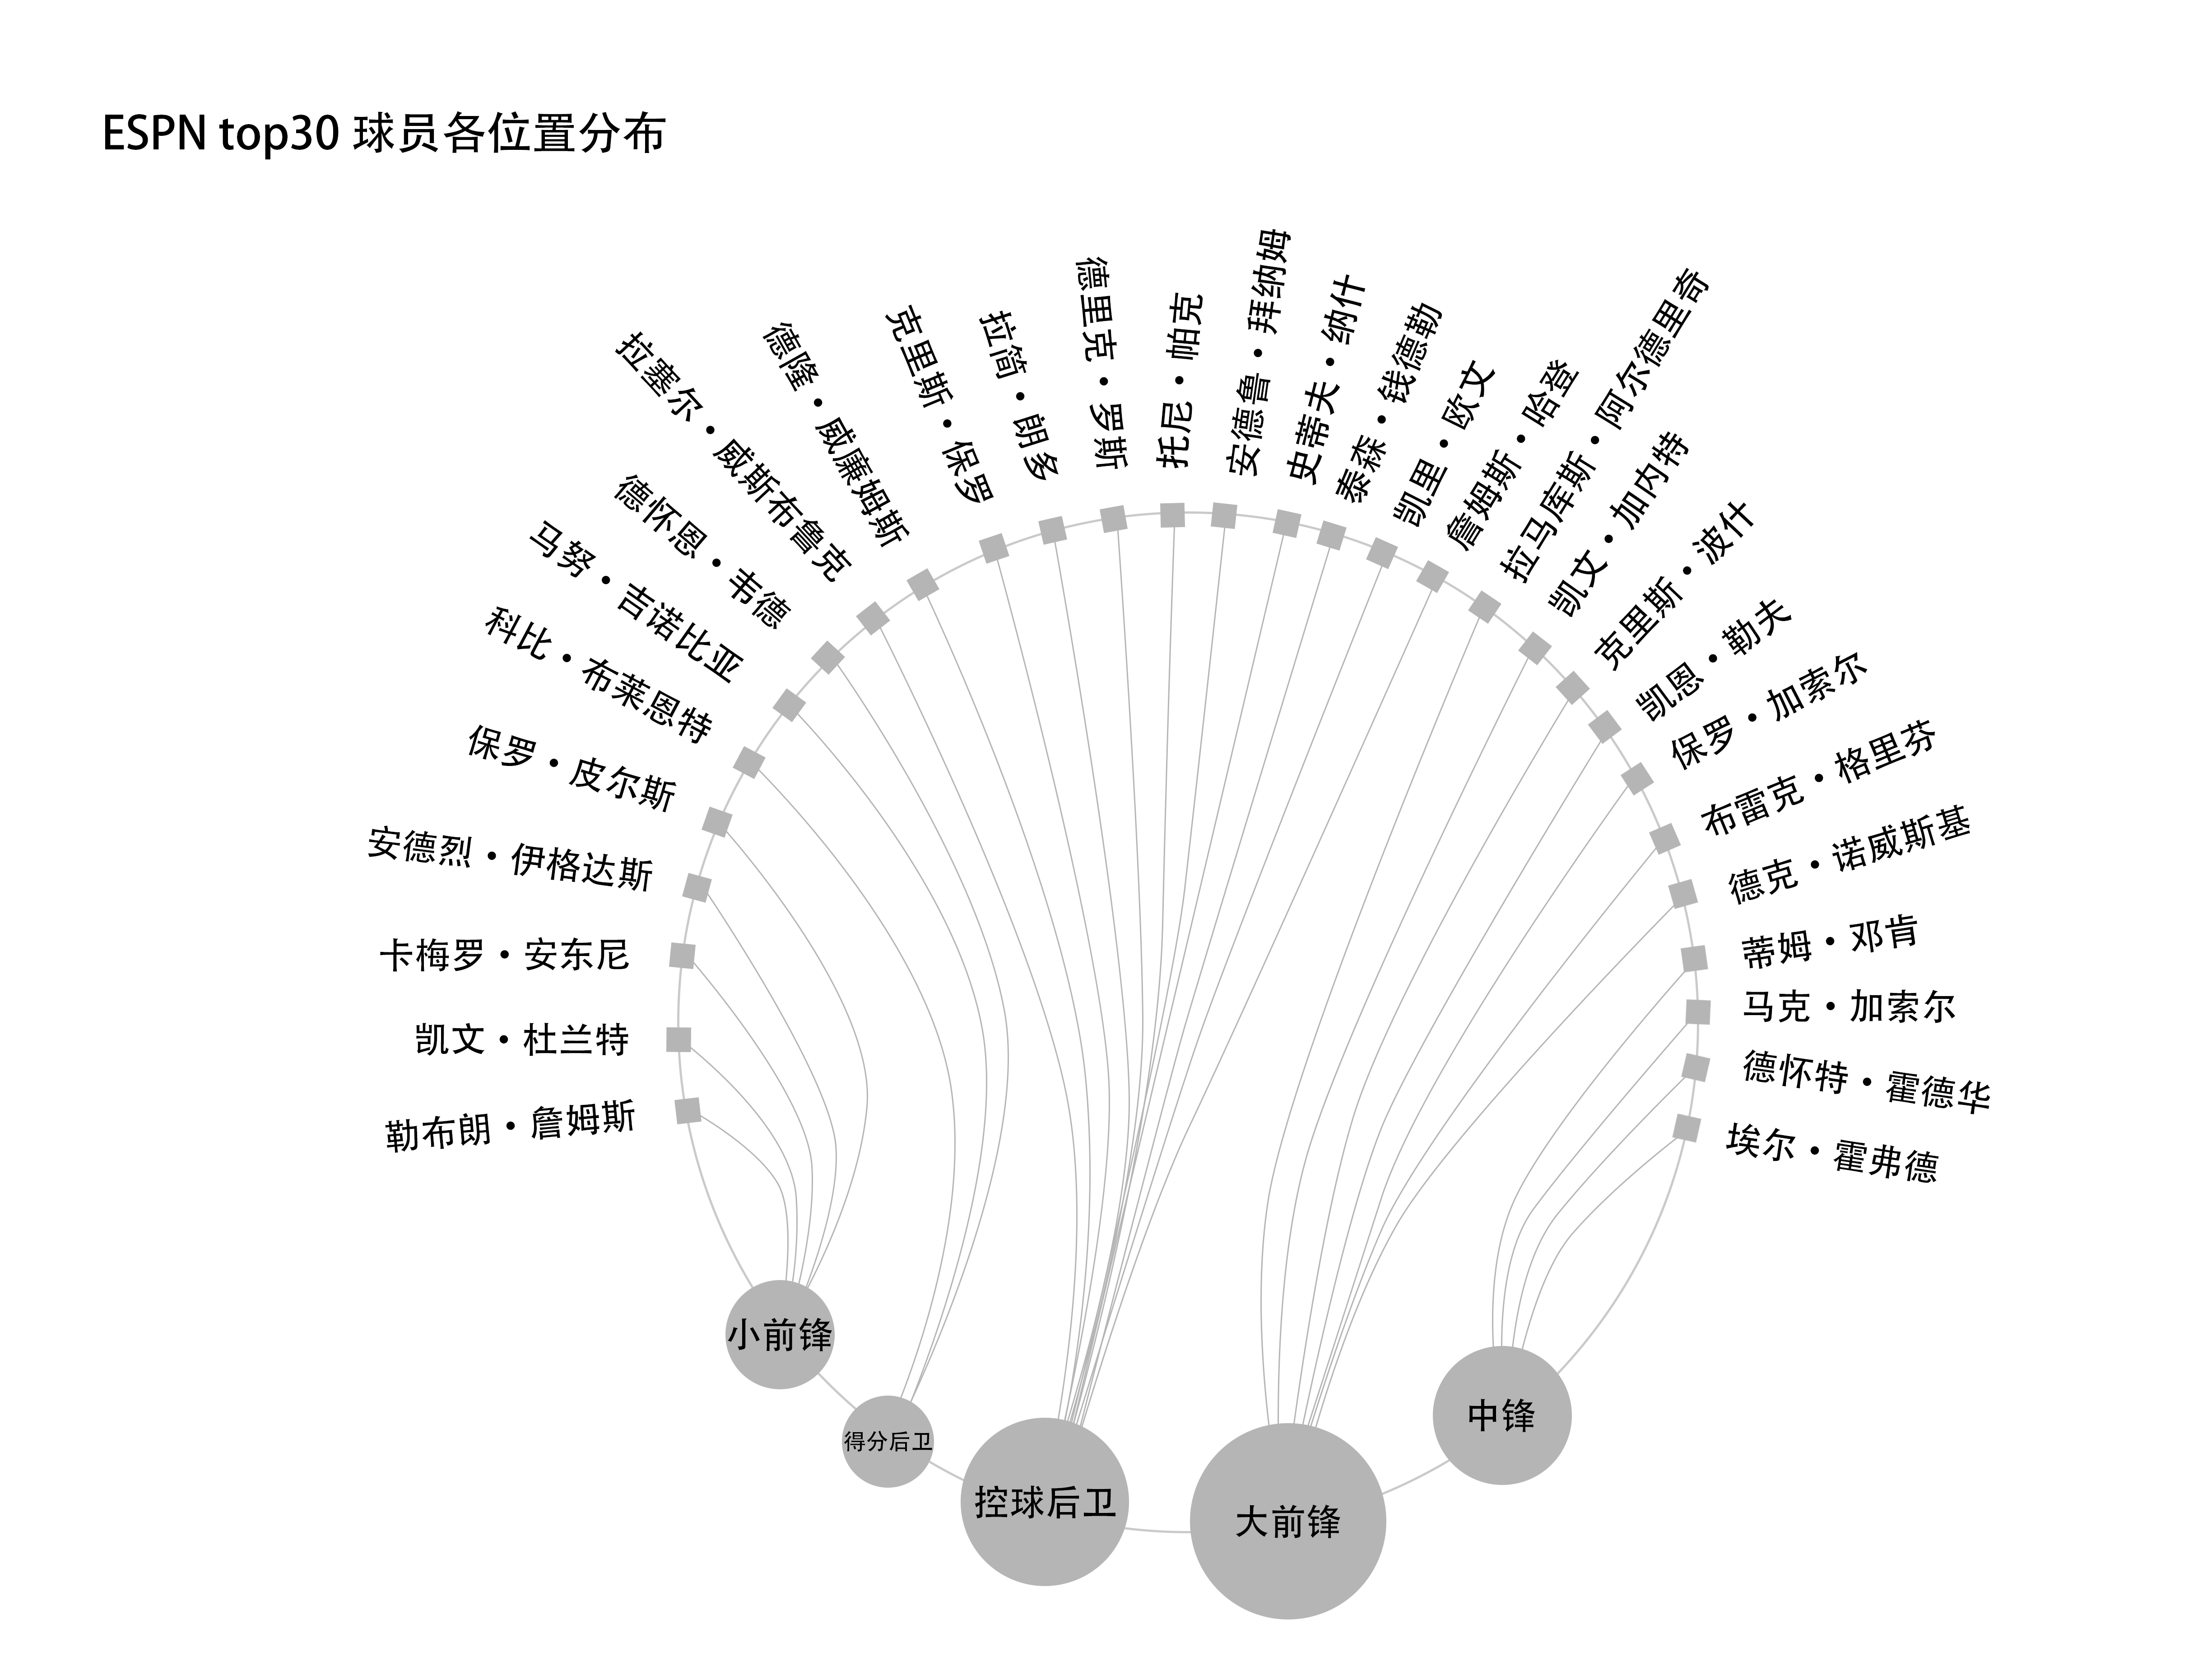 ESPN top30 球员各位置分布
勒布朗・詹姆斯
凯文・杜兰特
卡梅罗・安东尼
安德烈・伊格达斯
保罗・皮尔斯
科比・布莱恩特
马努・吉诺比亚
德怀恩・韦德
拉塞尔・威斯布鲁克
德隆・威廉姆斯
克里斯・保罗
拉简・朗多
德里克・罗斯
托尼・帕克
安德鲁・拜纳姆
史蒂夫・纳什
泰森・钱德勒
凯里・欧文
詹姆斯・哈登
拉马库斯・阿尔德里奇
凯文・加内特
克里斯・波什
凯恩・勒夫
保罗・加索尔
布雷克・格里芬
德克・诺威斯基
蒂姆・邓肯
马克・加索尔
德怀特・霍德华
埃尔・霍弗德
小前锋
得分后卫
控球后卫
大前锋
中锋